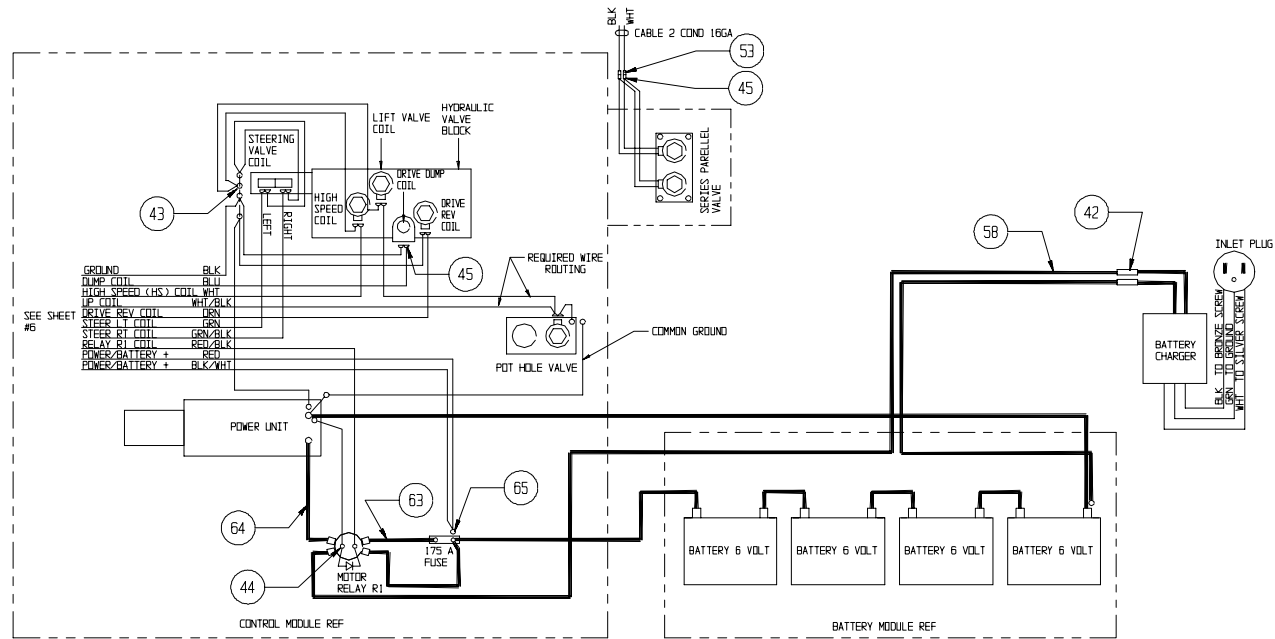 BLK
WHT
CABLE 2 COND 16GA
53
45
HYDRAULIC
VALVE
BLOCK
LIFT VALVE
COIL
STEERING
VALVE
COIL
DRIVE DUMP
COIL
HIGH
SPEED
COIL
DRIVE
REV
COIL
SERIES PARELLEL
VALVE
43
LEFT
RIGHT
45
REQUIRED WIRE
ROUTING
58
42
INLET PLUG
GROUND BLK
DUMP COIL BLU
HIGH SPEED (HS) COIL WHT
UP COIL WHT/BLK
DRIVE REV COIL ORN
STEER LT COIL GRN
STEER RT COIL GRN/BLK
RELAY R1 COIL RED/BLK
POWER/BATTERY + RED
POWER/BATTERY + BLK/WHT
SEE SHEET
#6
COMMON GROUND
POT HOLE VALVE
BATTERY
CHARGER
BLK TO BRONZE SCREW
GRN TO GROUND
WHT TO SILVER SCREW
POWER UNIT
64
63
65
175 A
FUSE
44
MOTOR
RELAY R1
BATTERY 6 VOLT
BATTERY 6 VOLT
BATTERY 6 VOLT
BATTERY 6 VOLT
CONTROL MODULE REF
BATTERY MODULE REF